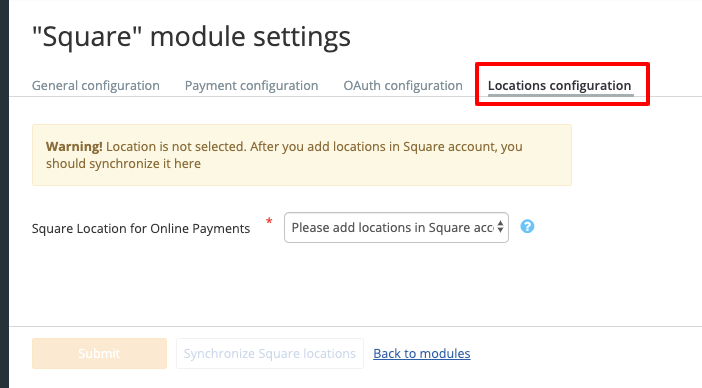 "Square" module settings
General configuration Payment configuration OAuth configuration Locations configuration
Warning! Location is not selected. After you add locations in Square account, you
should synchronize it here
Square Location for Online Payments * Please add locations in Square acc ?
Submit Synchronize Square locations Back to modules